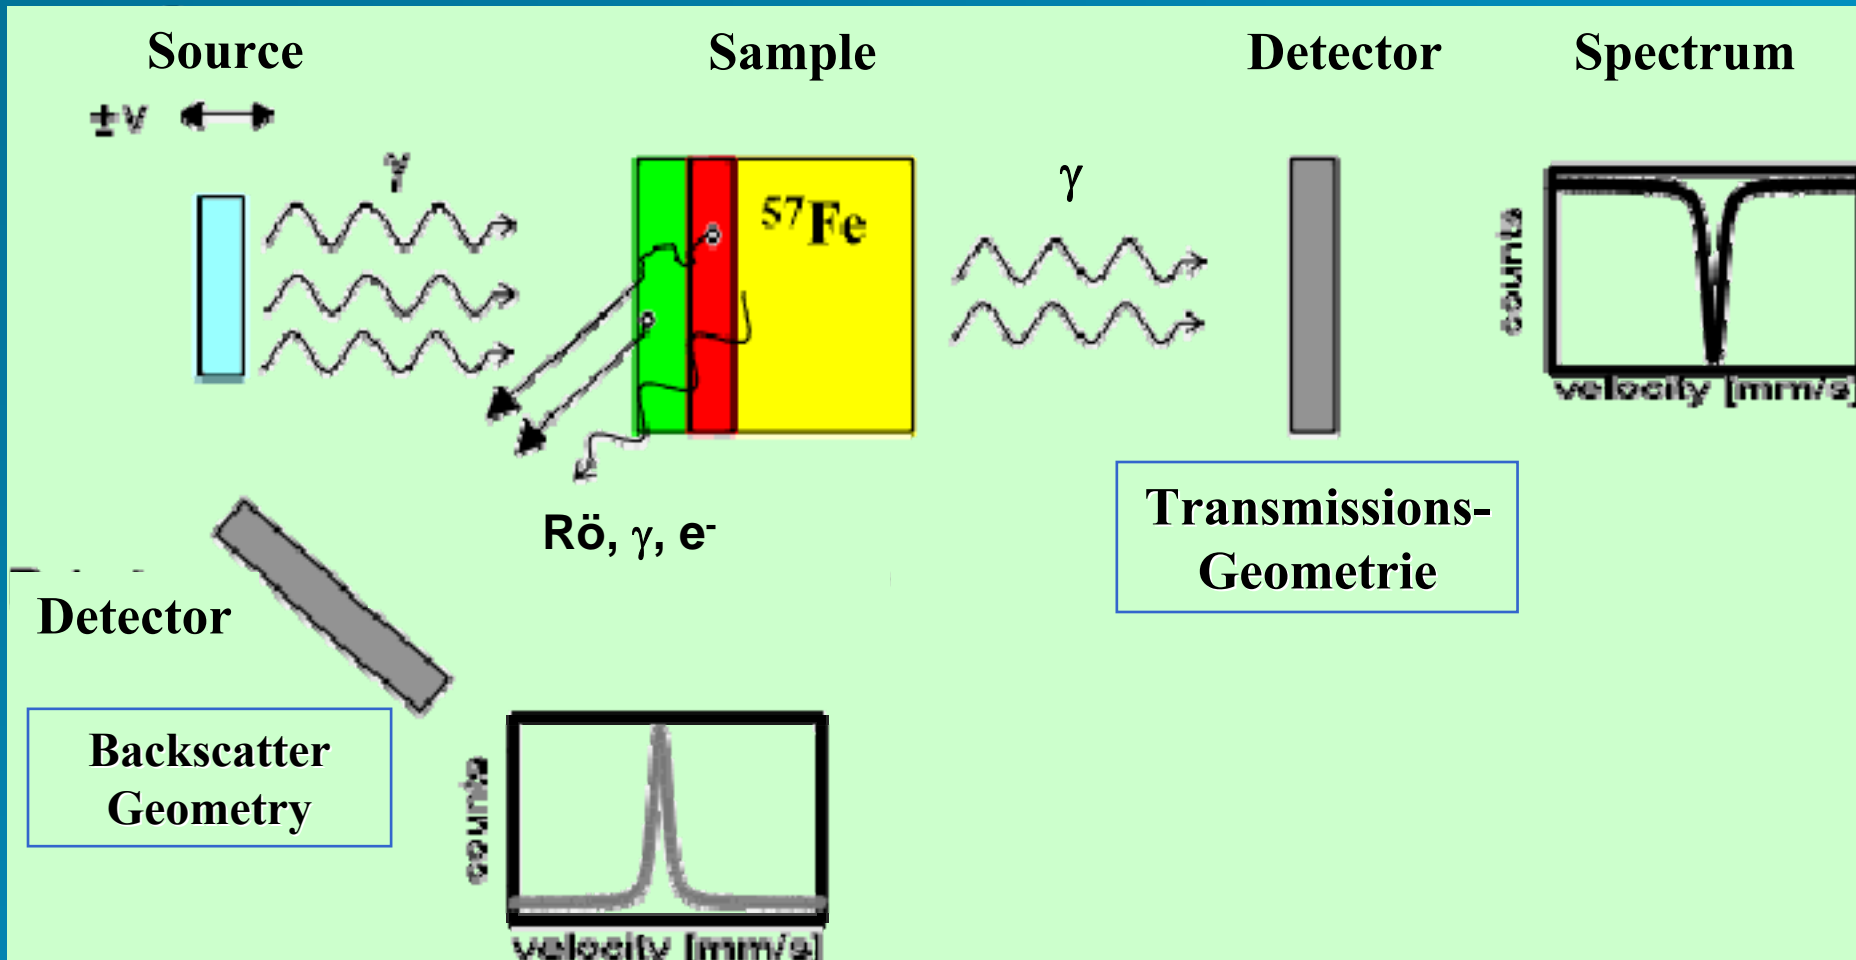 Source
Sample
Detector
Spectrum
±v
γ
⁵⁷Fe
γ
counts
velocity [mm/s]
Transmissions-
Geometrie
Rö, γ, e⁻
Detector
Backscatter
Geometry
counts
velocity [mm/s]